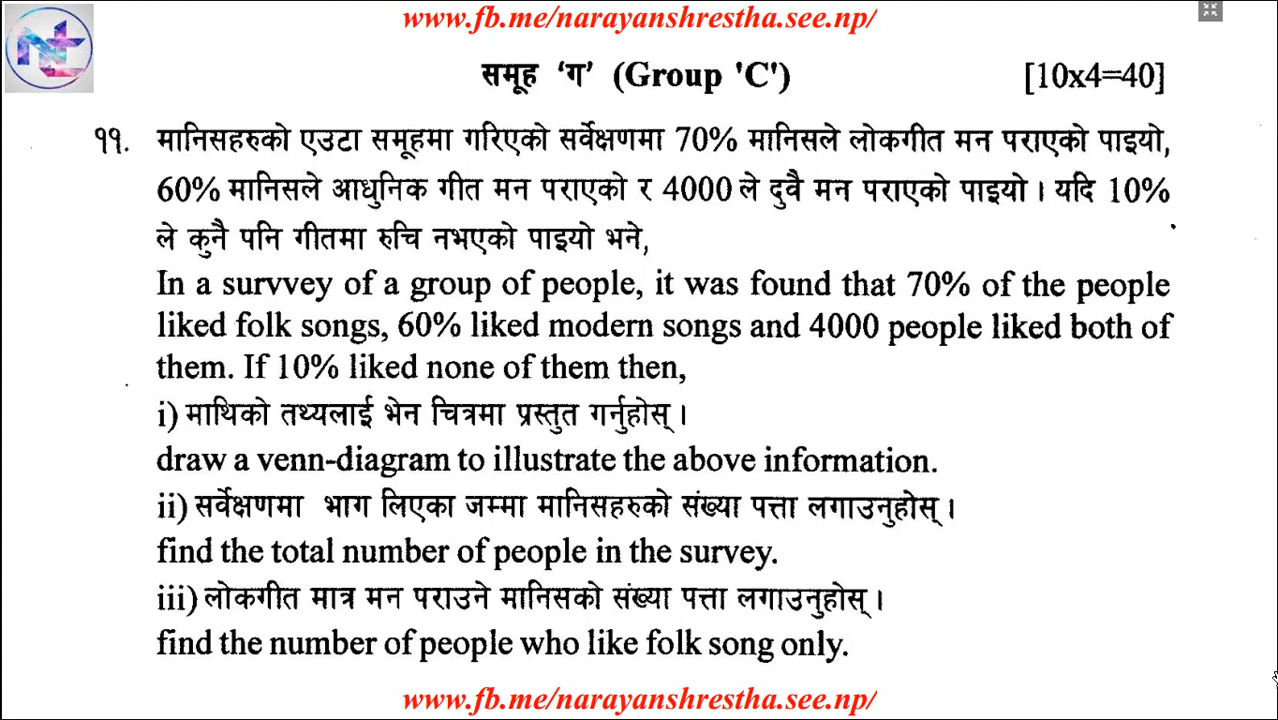 www.fb.me/narayanshrestha.see.np/
समूह ‘ग’ (Group 'C') [10x4=40]
११. मानिसहरुको एउटा समूहमा गरिएको सर्वेक्षणमा 70% मानिसले लोकगीत मन पराएको पाइयो,
60% मानिसले आधुनिक गीत मन पराएको र 4000 ले दुवै मन पराएको पाइयो । यदि 10%
ले कुनै पनि गीतमा रुचि नभएको पाइयो भने,
In a survvey of a group of people, it was found that 70% of the people
liked folk songs, 60% liked modern songs and 4000 people liked both of
them. If 10% liked none of them then,
i) माथिको तथ्यलाई भेन चित्रमा प्रस्तुत गर्नुहोस् ।
draw a venn-diagram to illustrate the above information.
ii) सर्वेक्षणमा भाग लिएका जम्मा मानिसहरुको संख्या पत्ता लगाउनुहोस् ।
find the total number of people in the survey.
iii) लोकगीत मात्र मन पराउने मानिसको संख्या पत्ता लगाउनुहोस् ।
find the number of people who like folk song only.
www.fb.me/narayanshrestha.see.np/